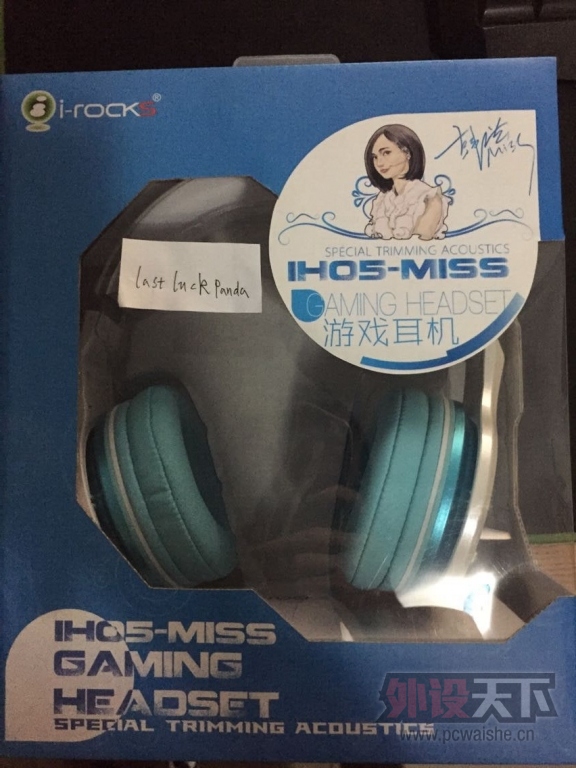 i-rocks®
Miss
SPECIAL TRIMMING ACOUSTICS
IH05-MISS
GAMING HEADSET
游戏耳机
Last luck Panda
IH05-MISS
GAMING
HEADSET
SPECIAL TRIMMING ACOUSTICS
外设天下
www.pcwaishe.cn